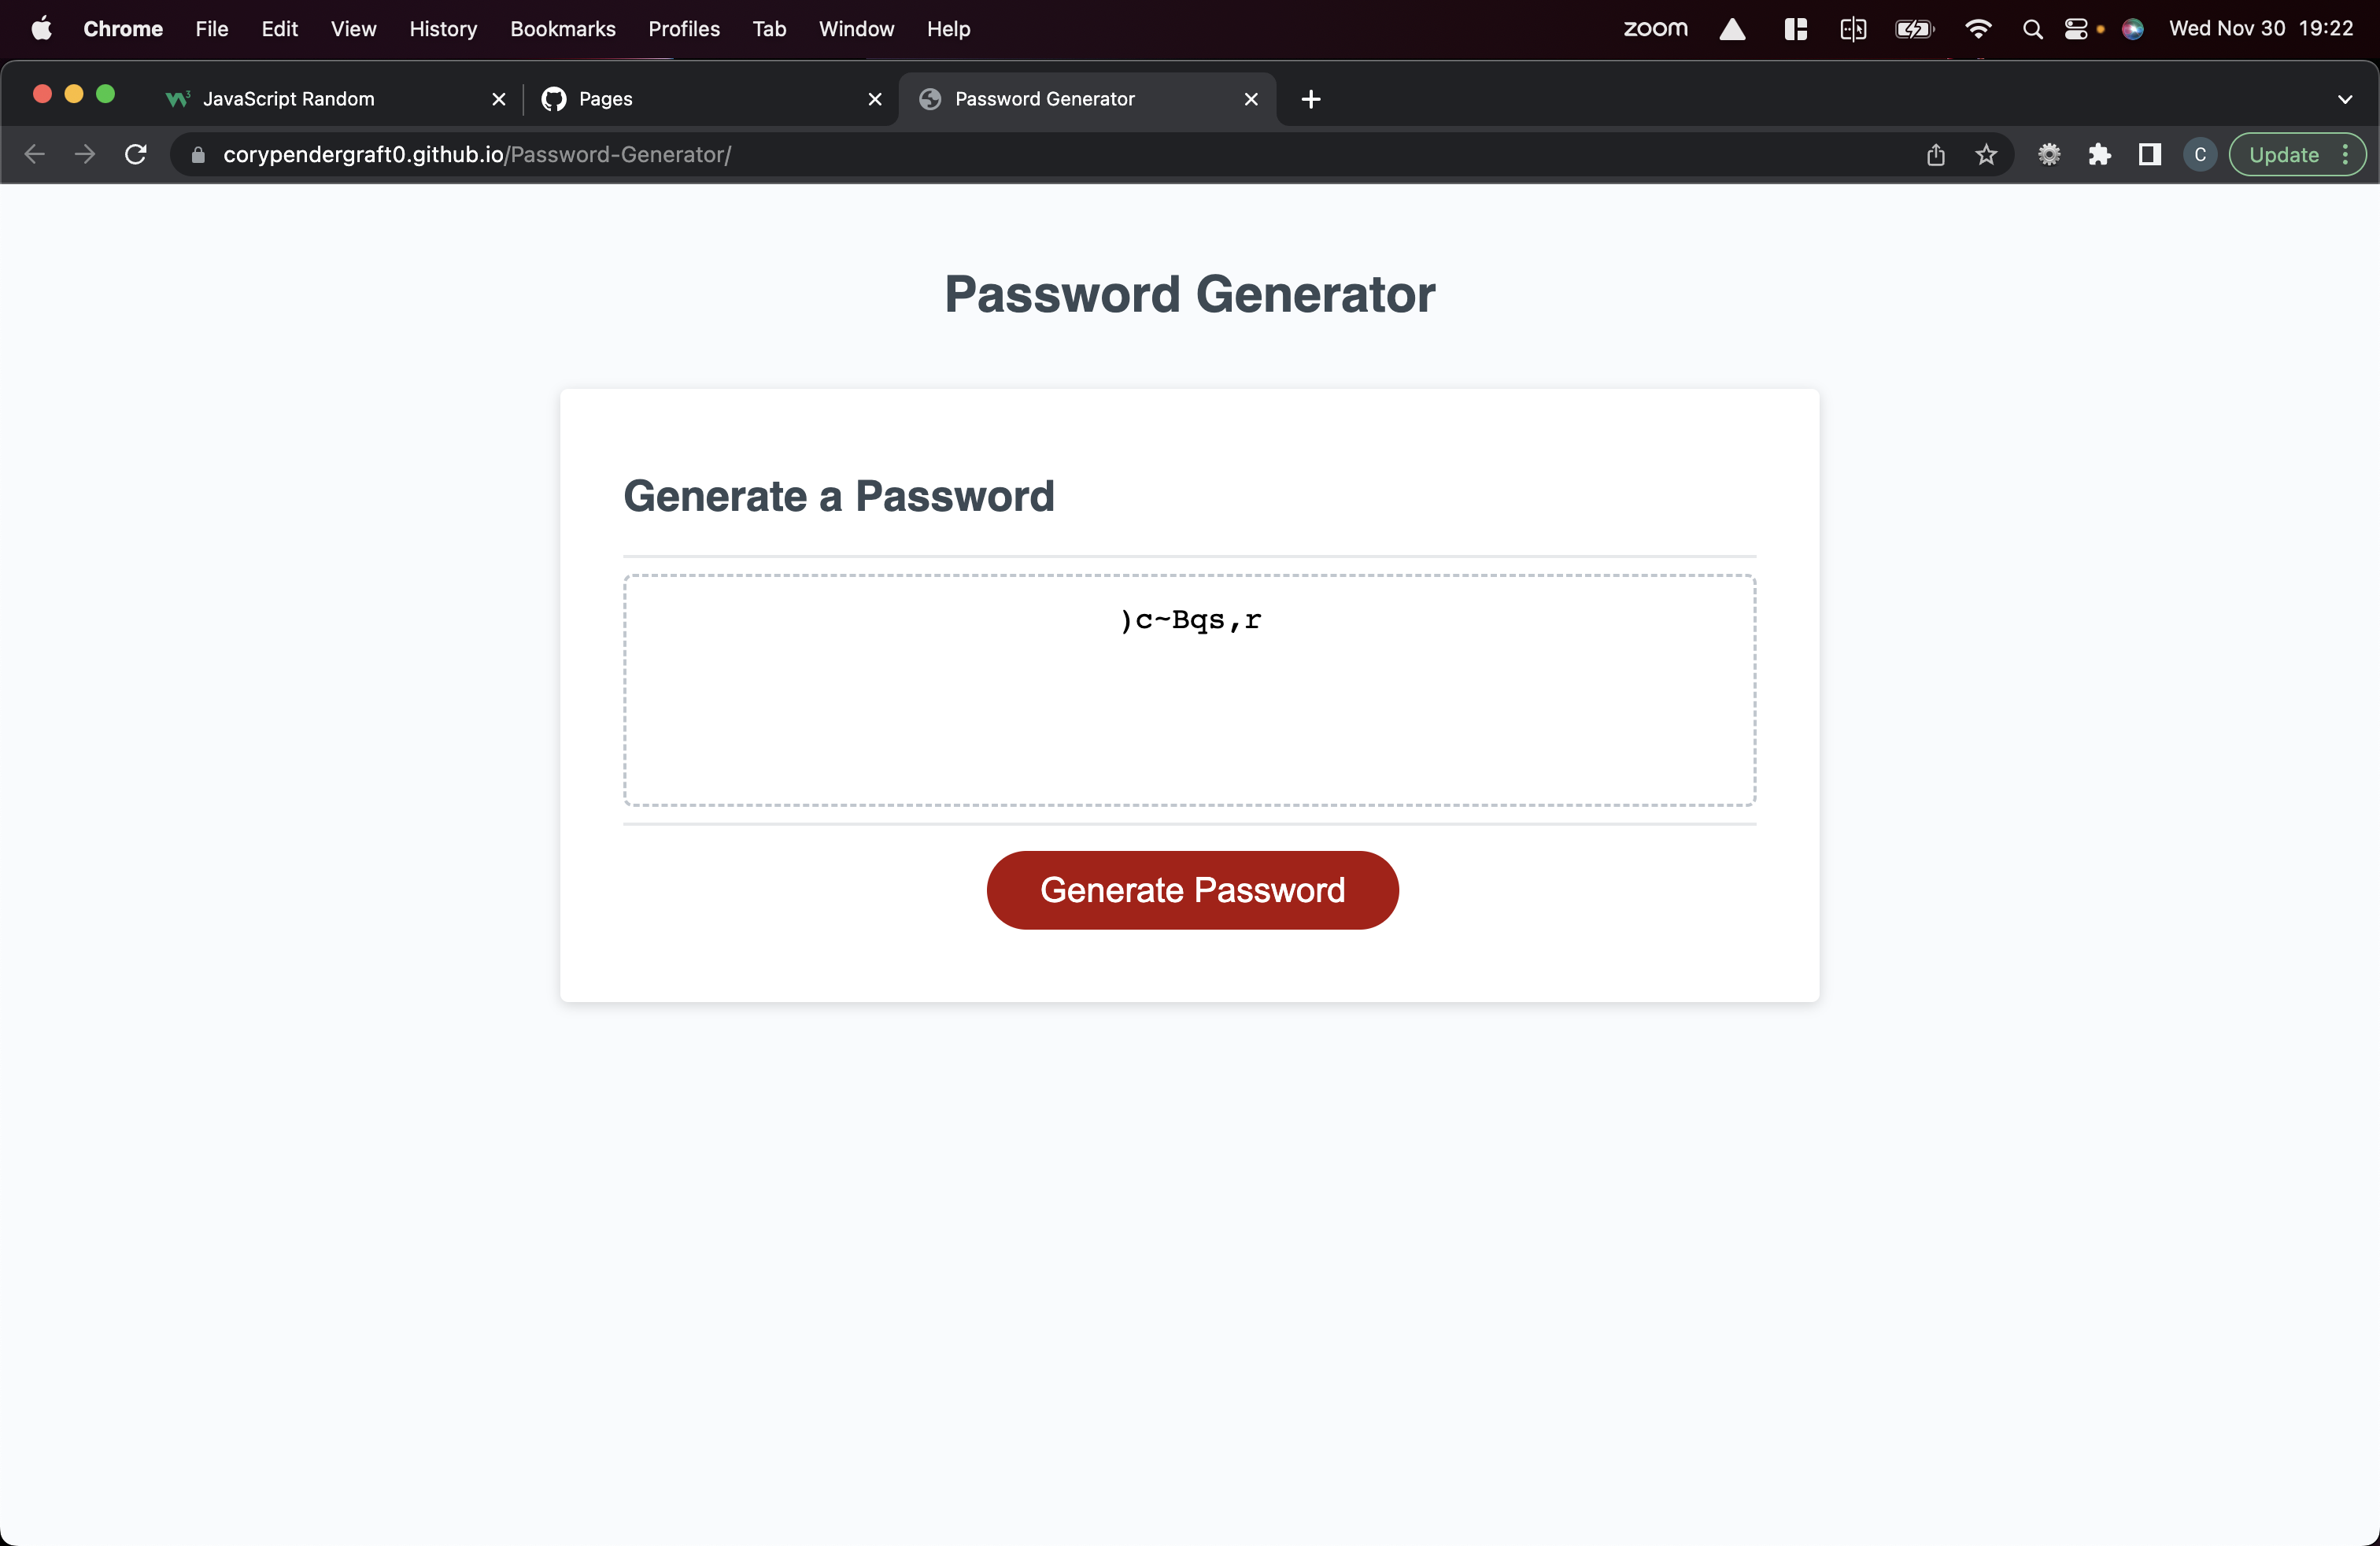 Chrome File Edit View History Bookmarks Profiles Tab Window Help zoom Wed Nov 30 19:22
JavaScript Random Pages Password Generator
corypendergraft0.github.io/Password-Generator/ C Update
Password Generator
Generate a Password
)c~Bqs,r
Generate Password